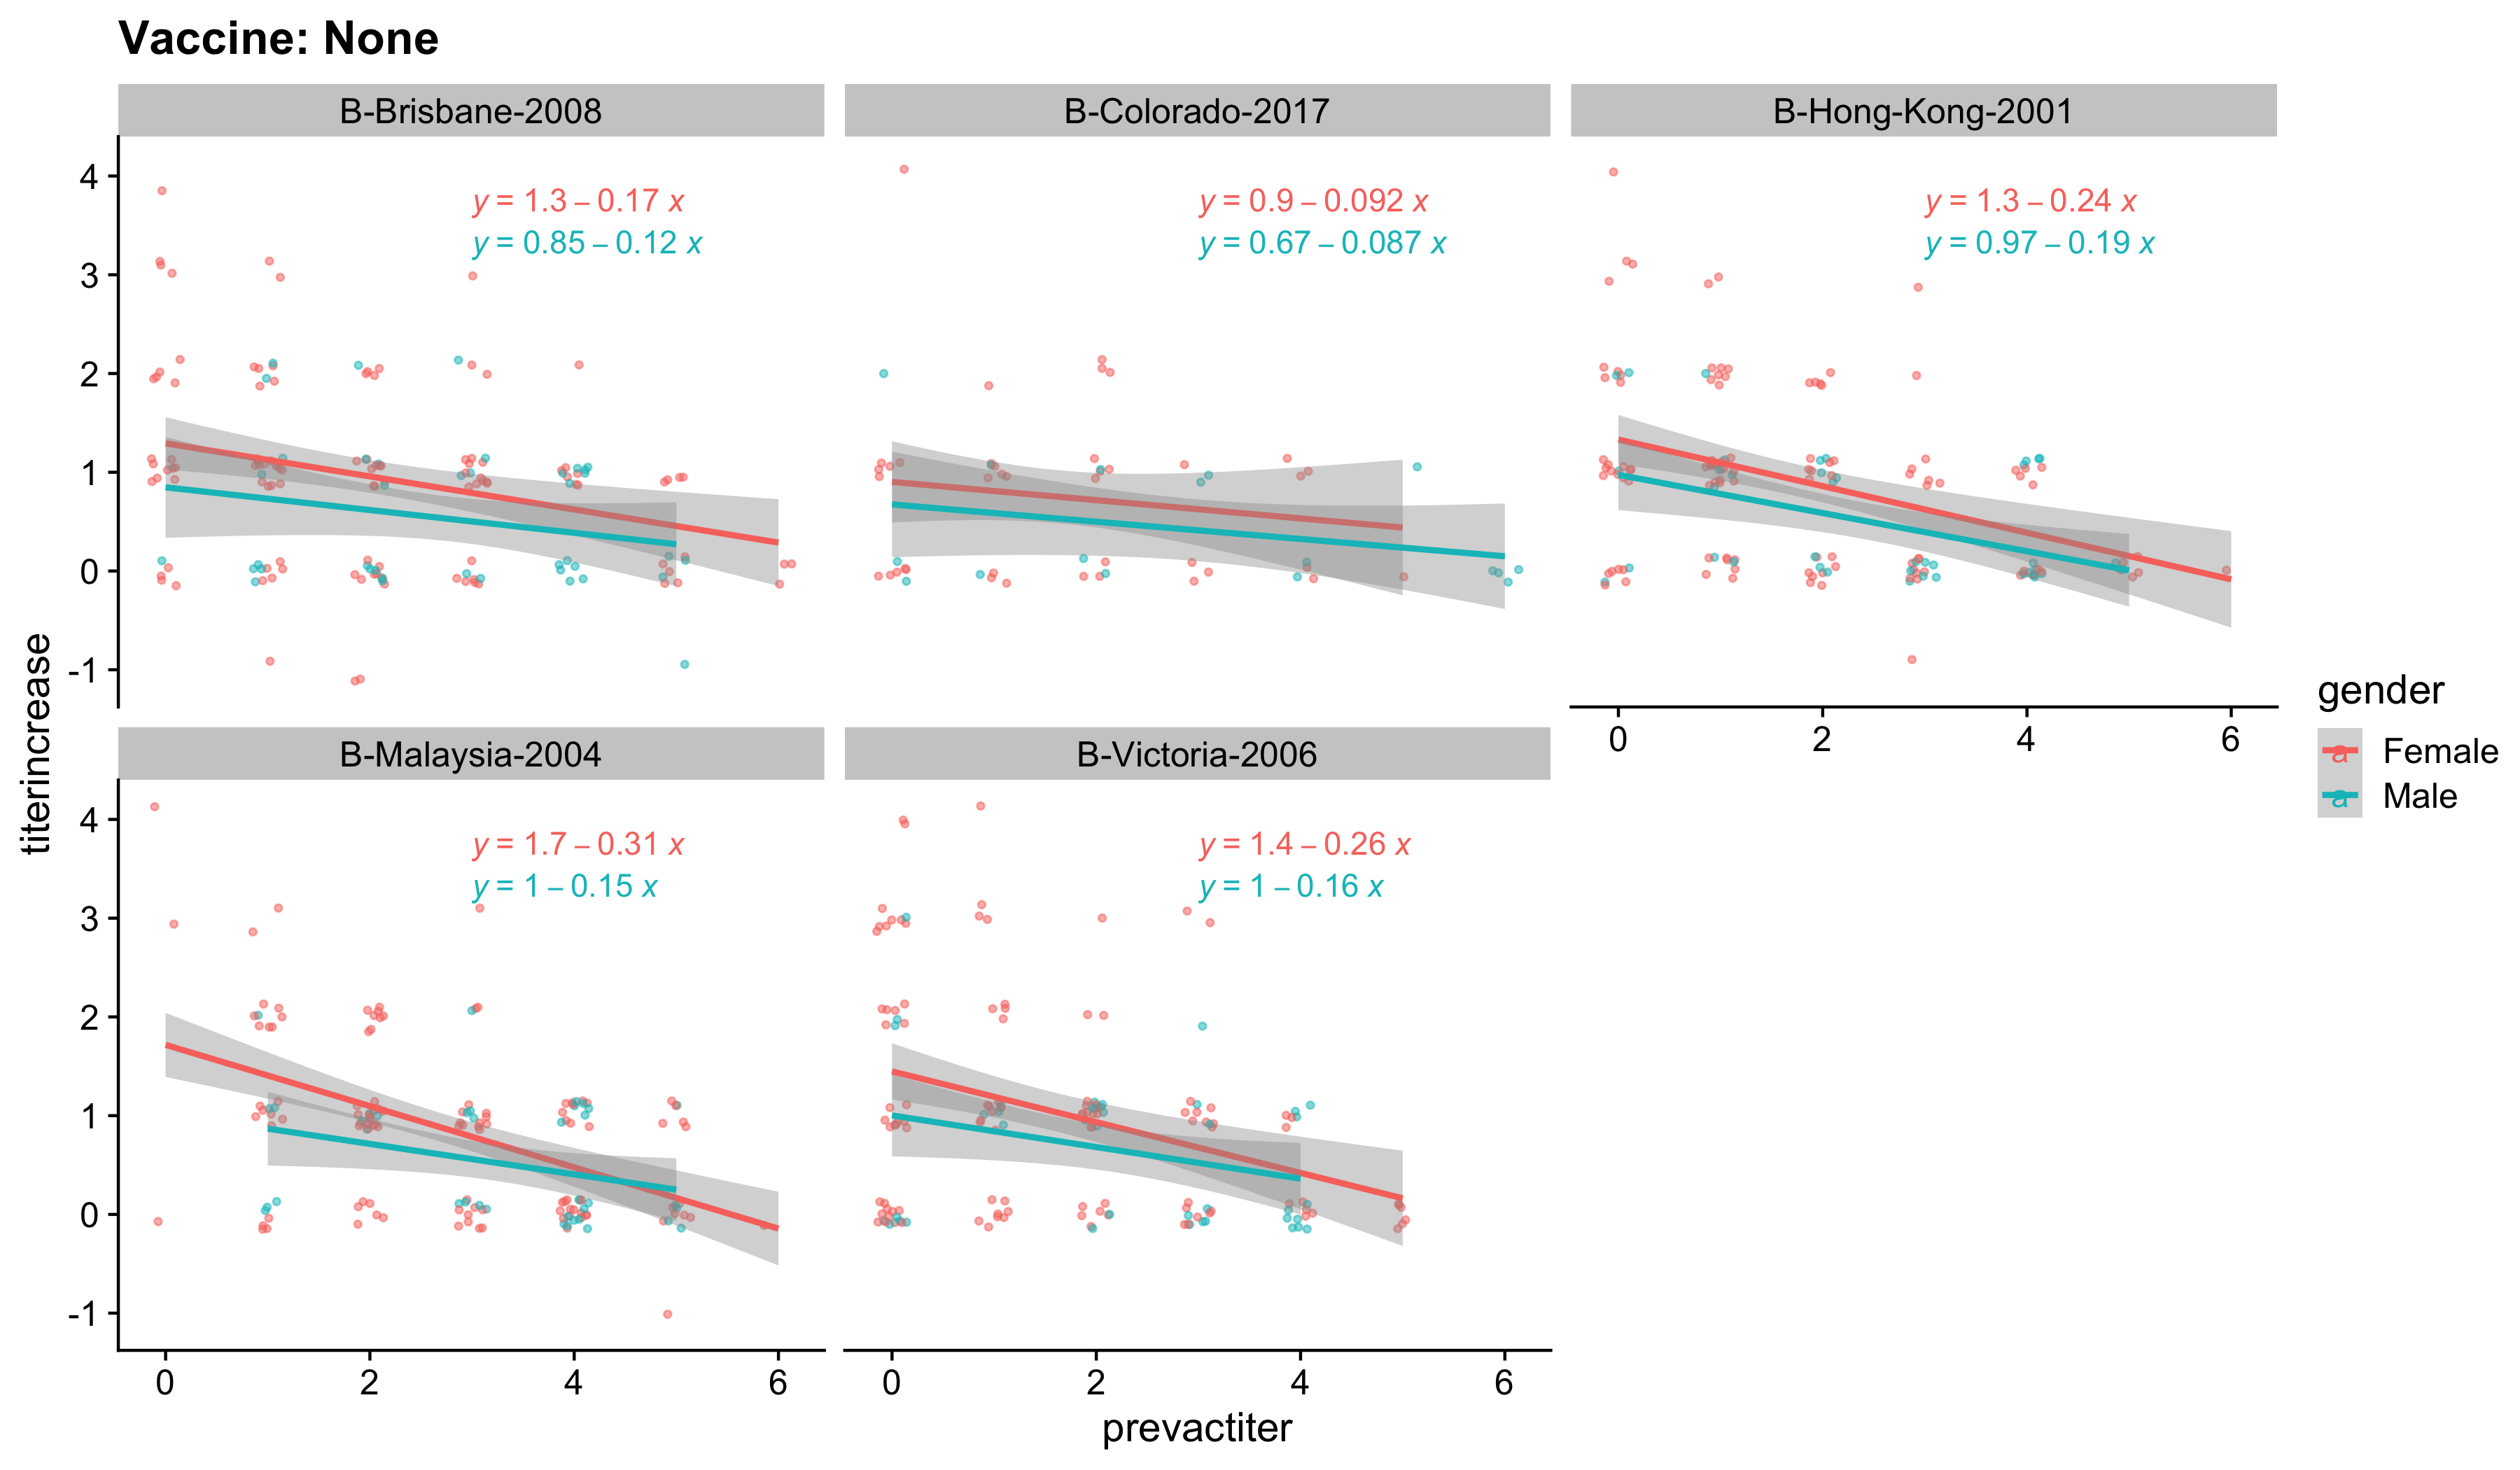 Vaccine: None
B-Brisbane-2008
B-Colorado-2017
B-Hong-Kong-2001
4
3
2
1
0
-1
y = 1.3 – 0.17 x
y = 0.85 – 0.12 x
y = 0.9 – 0.092 x
y = 0.67 – 0.087 x
y = 1.3 – 0.24 x
y = 0.97 – 0.19 x
0 2 4 6
B-Malaysia-2004
B-Victoria-2006
4
3
2
1
0
-1
y = 1.7 – 0.31 x
y = 1 – 0.15 x
y = 1.4 – 0.26 x
y = 1 – 0.16 x
0 2 4 6
0 2 4 6
prevactiter
titerincrease
gender
a Female
a Male